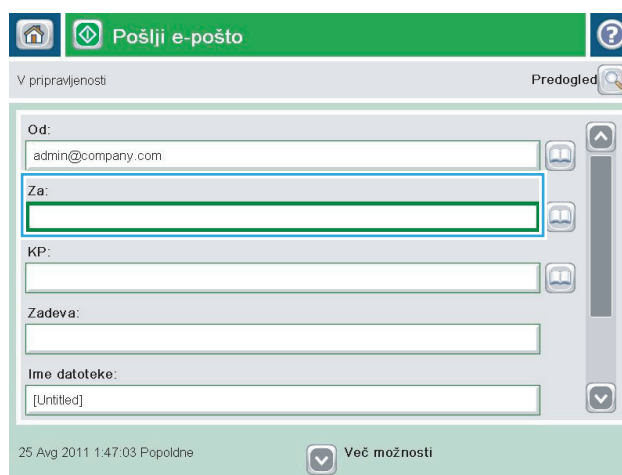 Pošlji e-pošto
?
V pripravljenosti
Predogled
Od:
admin@company.com
Za:
KP:
Zadeva:
Ime datoteke:
[Untitled]
25 Avg 2011 1:47:03 Popoldne
Več možnosti